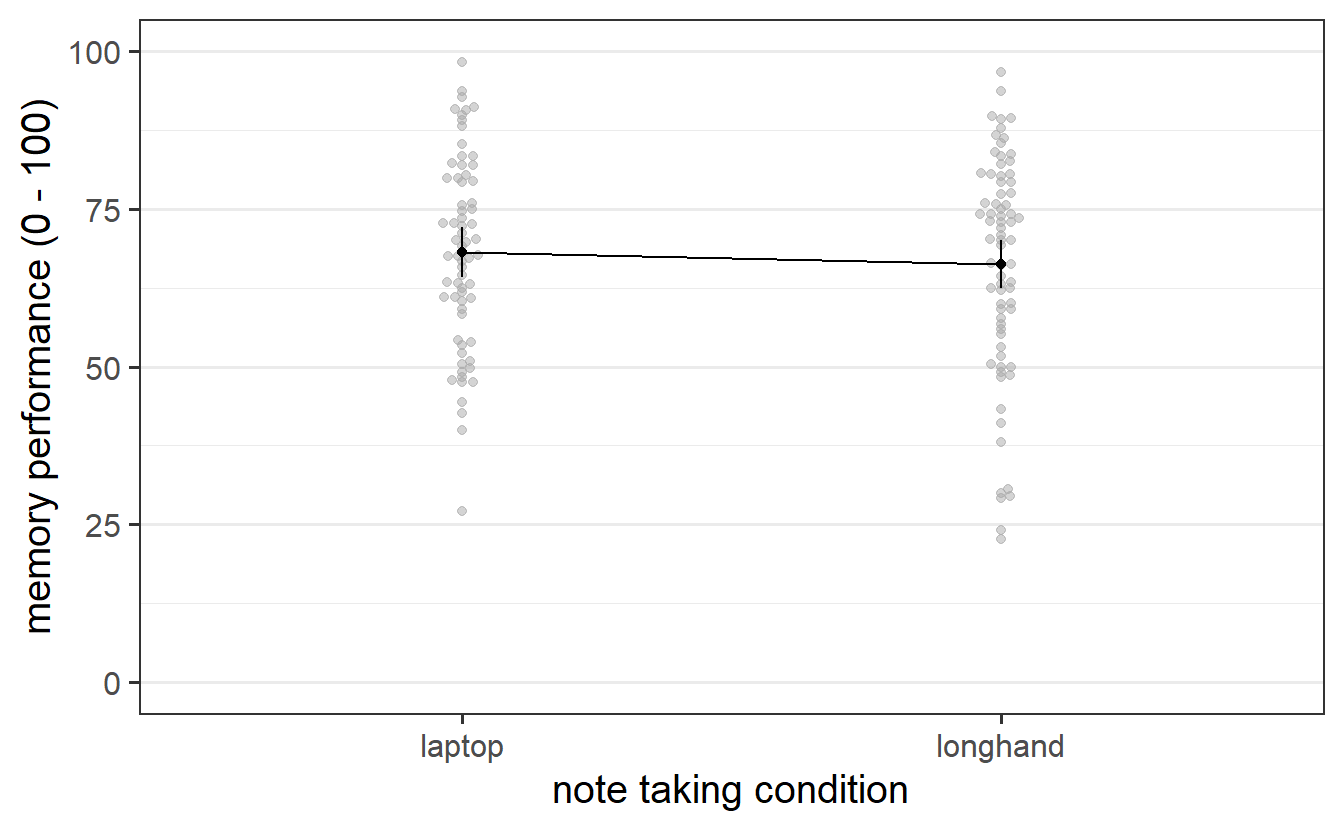 memory performance (0 - 100)
100
75
50
25
0
laptop
longhand
note taking condition